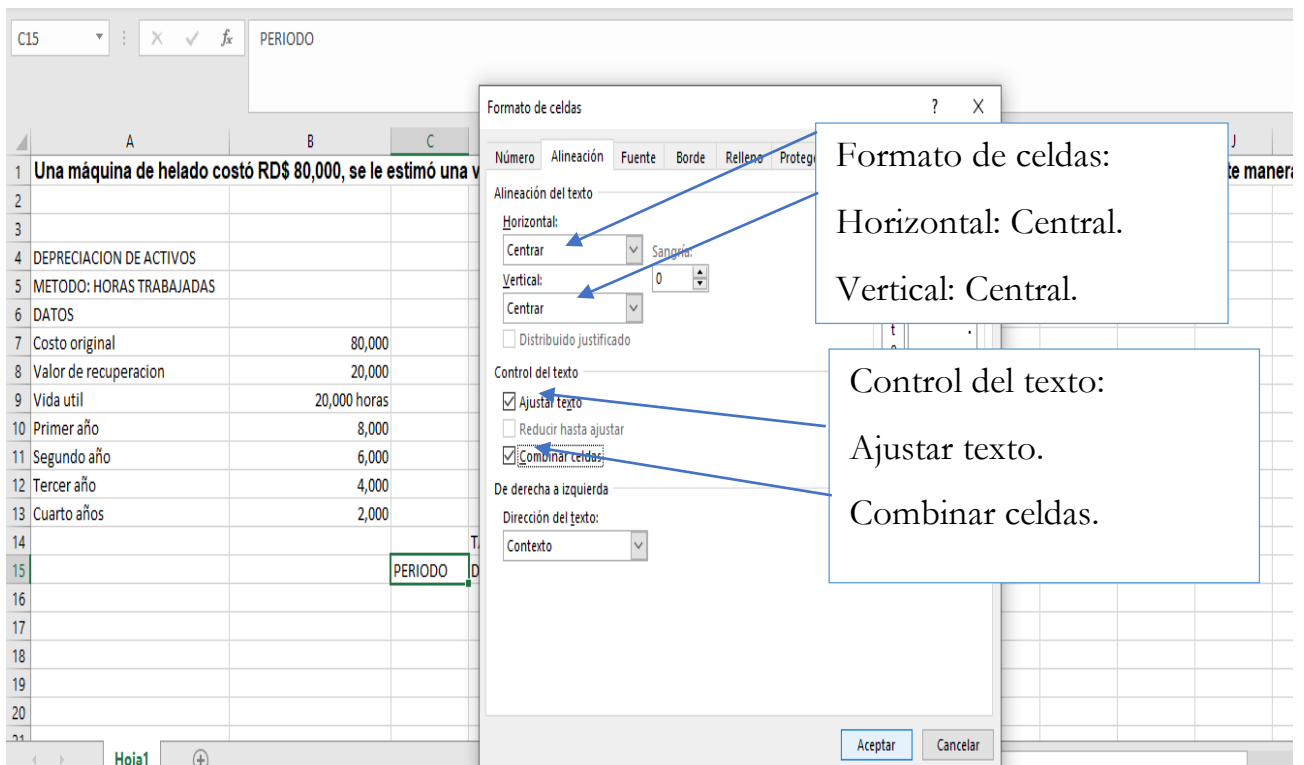 C15 fx PERIODO
Formato de celdas ? X
A B C J
Número Alineación Fuente Borde Relleno
Formato de celdas:
Horizontal: Central.
Vertical: Central.
1 Una máquina de helado costó RD$ 80,000, se le estimó una
Alineación del texto
2
3
Horizontal:
Centrar
Sangría:
4 DEPRECIACION DE ACTIVOS
5 METODO: HORAS TRABAJADAS
Vertical:
0
6 DATOS
Centrar
7 Costo original 80,000
Distribuido justificado
8 Valor de recuperacion 20,000
Control del texto
Control del texto:
Ajustar texto.
Combinar celdas.
9 Vida util 20,000 horas
Ajustar texto
10 Primer año 8,000
Reducir hasta ajustar
11 Segundo año 6,000
Combinar celdas
12 Tercer año 4,000
De derecha a izquierda
13 Cuarto años 2,000
Dirección del texto:
14
Contexto
15 PERIODO
16
17
18
19
20
Aceptar Cancelar
Hoja1